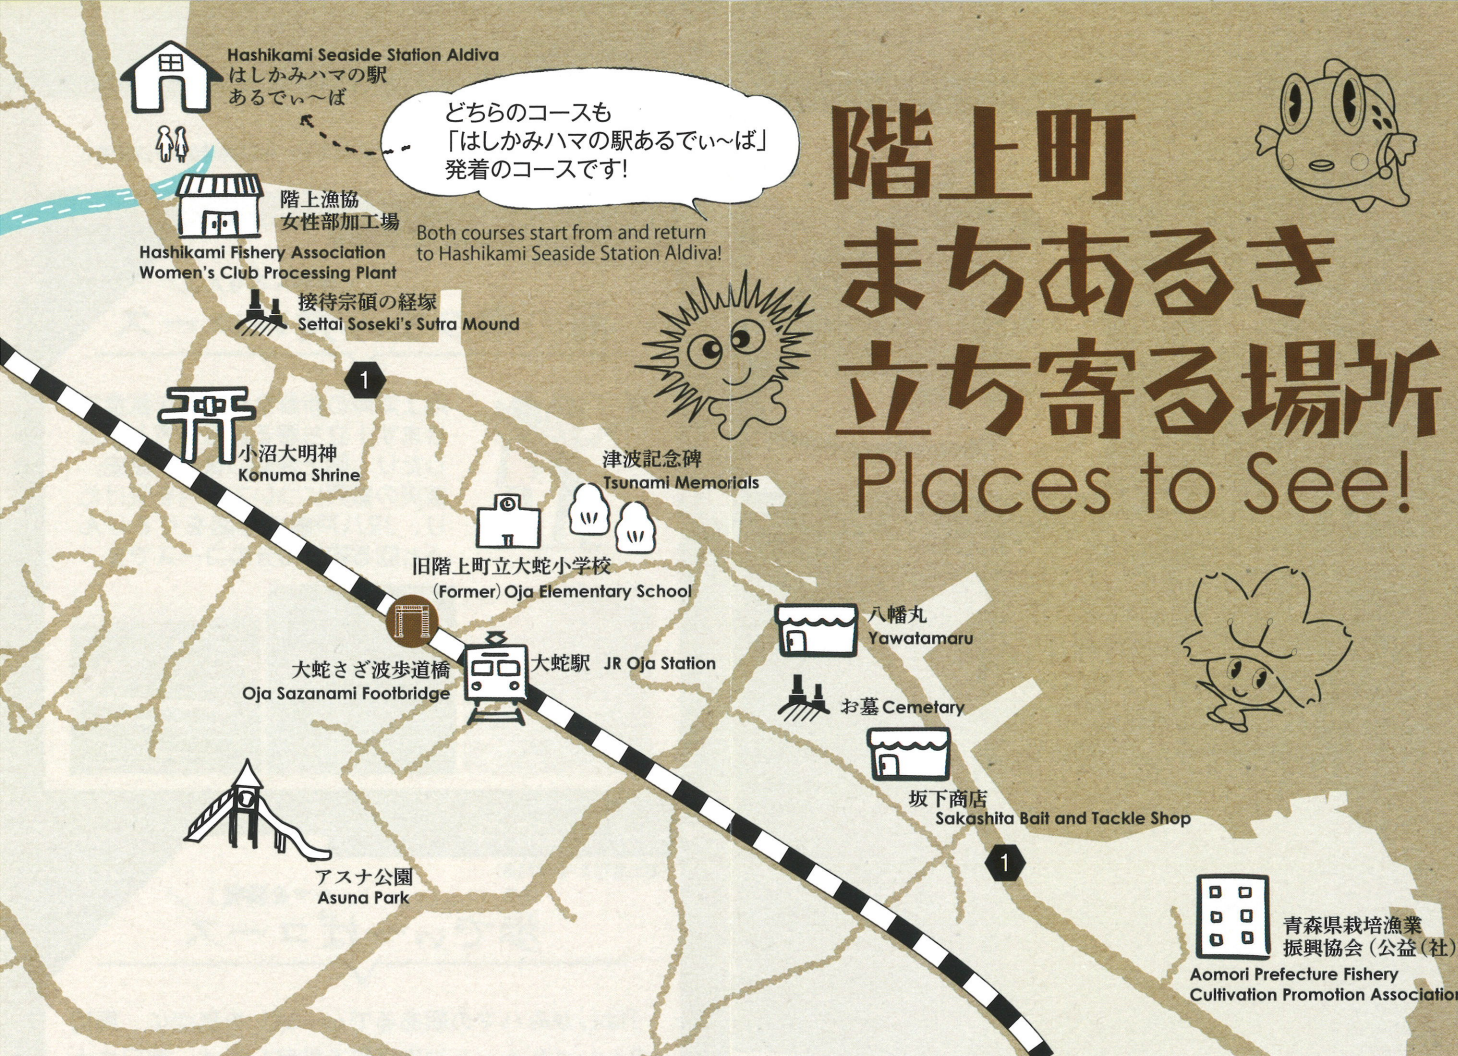 Hashikami Seaside Station Aldiva
はしかみハマの駅
あるでぃ～ば
どちらのコースも
「はしかみハマの駅あるでぃ～ば」
発着のコースです!
Both courses start from and return
to Hashikami Seaside Station Aldiva!
階上町
まちあるき
立ち寄る場所
Places to See!
階上漁協
女性部加工場
Hashikami Fishery Association
Women's Club Processing Plant
接待宗碩の経塚
Settai Soseki's Sutra Mound
1
小沼大明神
Konuma Shrine
津波記念碑
Tsunami Memorials
旧階上町立大蛇小学校
(Former) Oja Elementary School
八幡丸
Yawatamaru
大蛇さざ波歩道橋
Oja Sazanami Footbridge
大蛇駅 JR Oja Station
お墓 Cemetary
坂下商店
Sakashita Bait and Tackle Shop
1
アスナ公園
Asuna Park
青森県栽培漁業
振興協会(公益(社)
Aomori Prefecture Fishery
Cultivation Promotion Association